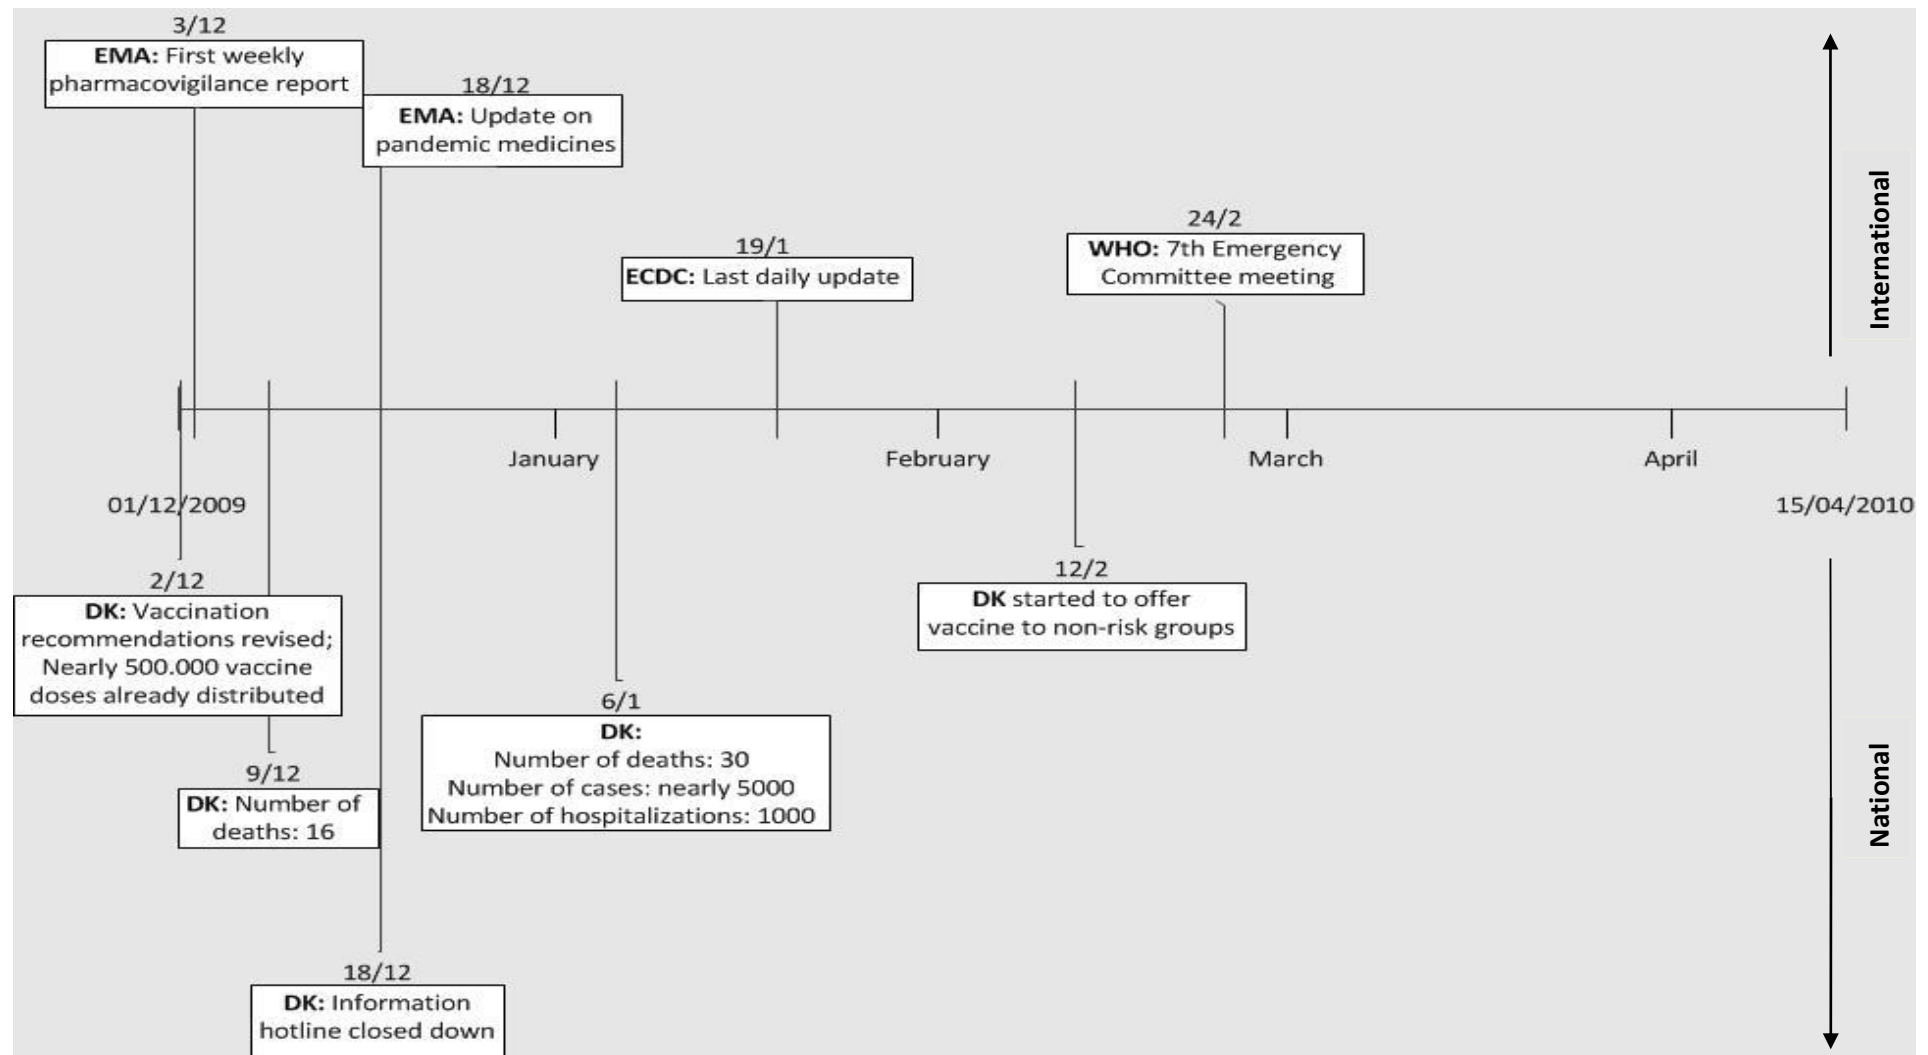 3/12
EMA: First weekly
pharmacovigilance report
18/12
EMA: Update on
pandemic medicines
19/1
ECDC: Last daily update
24/2
WHO: 7th Emergency
Committee meeting
International
January
February
March
April
01/12/2009
15/04/2010
2/12
DK: Vaccination
recommendations revised;
Nearly 500.000 vaccine
doses already distributed
9/12
DK: Number of
deaths: 16
18/12
DK: Information
hotline closed down
6/1
DK:
Number of deaths: 30
Number of cases: nearly 5000
Number of hospitalizations: 1000
12/2
DK started to offer
vaccine to non-risk groups
National